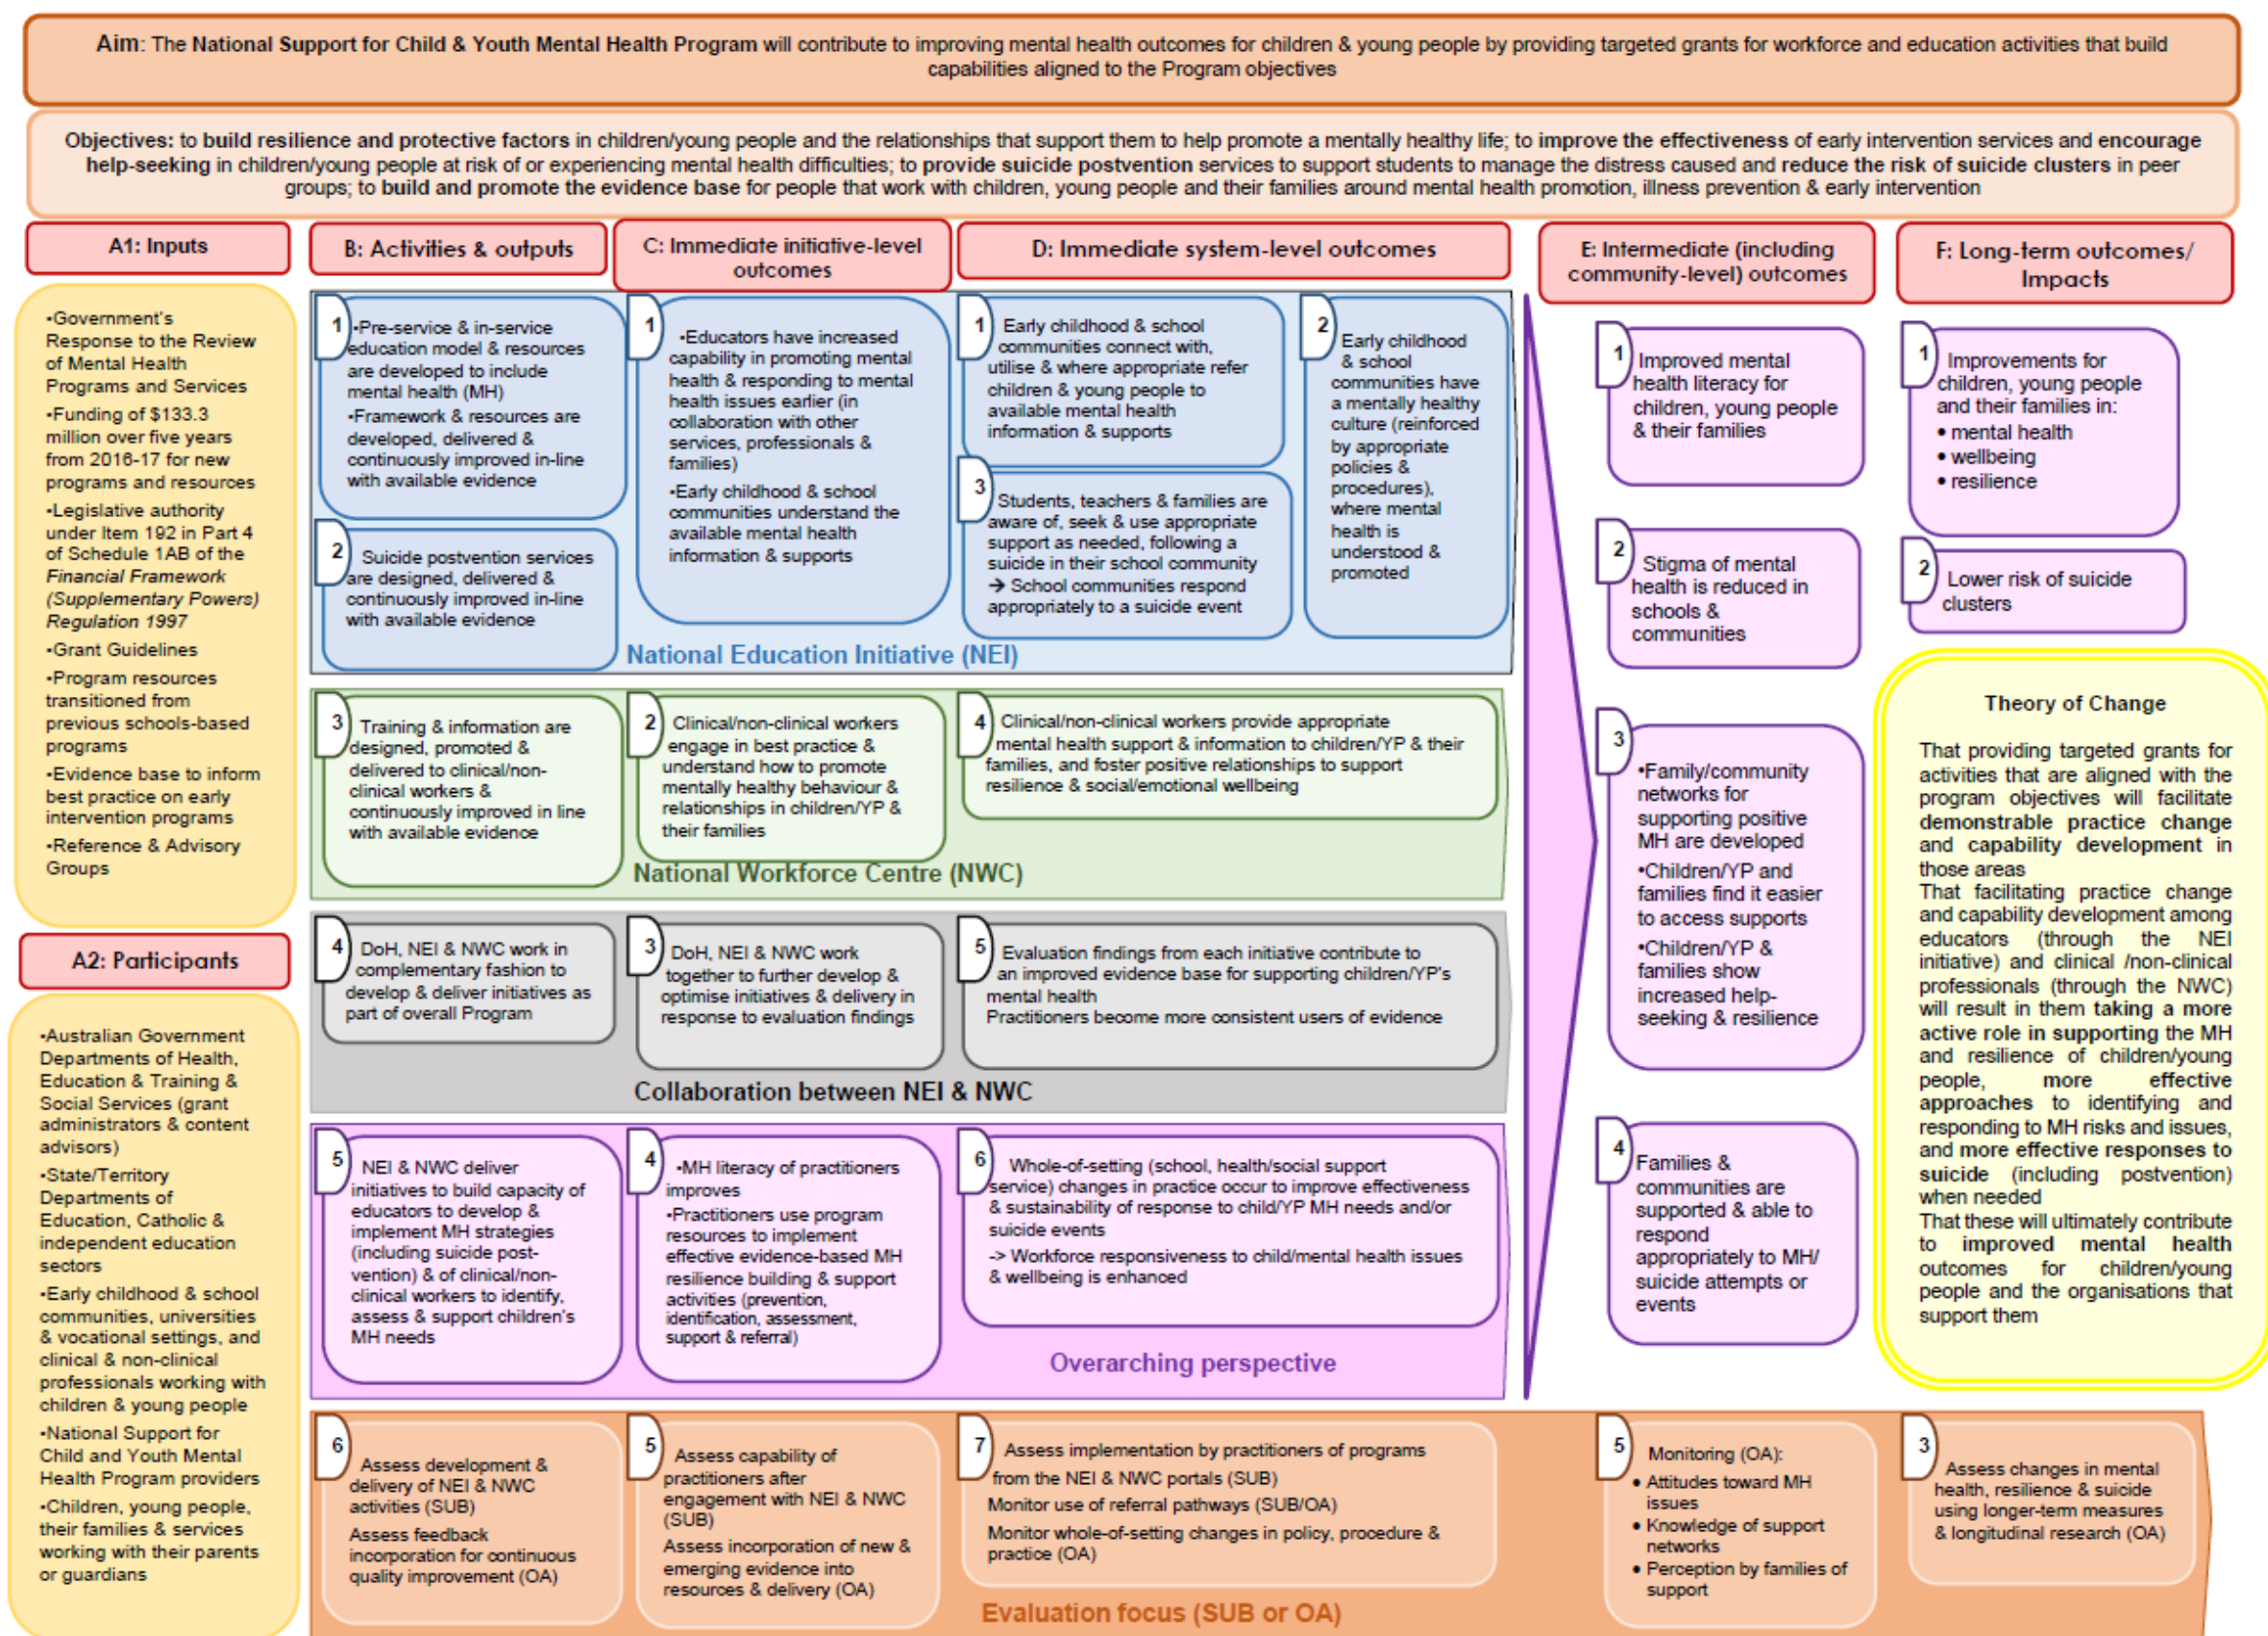 Aim: The National Support for Child & Youth Mental Health Program will contribute to improving mental health outcomes for children & young people by providing targeted grants for workforce and education activities that build
capabilities aligned to the Program objectives
Objectives: to build resilience and protective factors in children/young people and the relationships that support them to help promote a mentally healthy life; to improve the effectiveness of early intervention services and encourage
help-seeking in children/young people at risk of or experiencing mental health difficulties; to provide suicide postvention services to support students to manage the distress caused and reduce the risk of suicide clusters in peer
groups; to build and promote the evidence base for people that work with children, young people and their families around mental health promotion, illness prevention & early intervention
A1: Inputs
•Government's
Response to the Review
of Mental Health
Programs and Services
•Funding of $133.3
million over five years
from 2016-17 for new
programs and resources
•Legislative authority
under Item 192 in Part 4
of Schedule 1AB of the
Financial Framework
(Supplementary Powers)
Regulation 1997
•Grant Guidelines
•Program resources
transitioned from
previous schools-based
programs
•Evidence base to inform
best practice on early
intervention programs
•Reference & Advisory
Groups
A2: Participants
•Australian Government
Departments of Health,
Education & Training &
Social Services (grant
administrators & content
advisors)
•State/Territory
Departments of
Education, Catholic &
independent education
sectors
•Early childhood & school
communities, universities
& vocational settings, and
clinical & non-clinical
professionals working with
children & young people
•National Support for
Child and Youth Mental
Health Program providers
•Children, young people,
their families & services
working with their parents
or guardians
B: Activities & outputs
C: Immediate initiative-level
outcomes
D: Immediate system-level outcomes
E: Intermediate (including
community-level) outcomes
F: Long-term outcomes/
Impacts
1
•Pre-service & in-service
education model & resources
are developed to include
mental health (MH)
•Framework & resources are
developed, delivered &
continuously improved in-line
with available evidence
2
Suicide postvention services
are designed, delivered &
continuously improved in-line
with available evidence
1
•Educators have increased
capability in promoting mental
health & responding to mental
health issues earlier (in
collaboration with other
services, professionals &
families)
•Early childhood & school
communities understand the
available mental health
information & supports
1
Early childhood & school
communities connect with,
utilise & where appropriate refer
children & young people to
available mental health
information & supports
3
Students, teachers & families are
aware of, seek & use appropriate
support as needed, following a
suicide in their school community
→ School communities respond
appropriately to a suicide event
2
Early childhood
& school
communities have
a mentally healthy
culture (reinforced
by appropriate
policies &
procedures),
where mental
health is
understood &
promoted
National Education Initiative (NEI)
3
Training & information are
designed, promoted &
delivered to clinical/non-
clinical workers &
continuously improved in line
with available evidence
2
Clinical/non-clinical workers
engage in best practice &
understand how to promote
mentally healthy behaviour &
relationships in children/YP &
their families
4
Clinical/non-clinical workers provide appropriate
mental health support & information to children/YP & their
families, and foster positive relationships to support
resilience & social/emotional wellbeing
National Workforce Centre (NWC)
4
DoH, NEI & NWC work in
complementary fashion to
develop & deliver initiatives as
part of overall Program
3
DoH, NEI & NWC work
together to further develop &
optimise initiatives & delivery in
response to evaluation findings
5
Evaluation findings from each initiative contribute to
an improved evidence base for supporting children/YP's
mental health
Practitioners become more consistent users of evidence
Collaboration between NEI & NWC
5
NEI & NWC deliver
initiatives to build capacity of
educators to develop &
implement MH strategies
(including suicide post-
vention) & of clinical/non-
clinical workers to identify,
assess & support children's
MH needs
4
•MH literacy of practitioners
improves
•Practitioners use program
resources to implement
effective evidence-based MH
resilience building & support
activities (prevention,
identification, assessment,
support & referral)
6
Whole-of-setting (school, health/social support
service) changes in practice occur to improve effectiveness
& sustainability of response to child/YP MH needs and/or
suicide events
-> Workforce responsiveness to child/mental health issues
& wellbeing is enhanced
Overarching perspective
1
Improved mental
health literacy for
children, young people
& their families
2
Stigma of mental
health is reduced in
schools &
communities
3
•Family/community
networks for
supporting positive
MH are developed
•Children/YP and
families find it easier
to access supports
•Children/YP &
families show
increased help-
seeking & resilience
4
Families &
communities are
supported & able to
respond
appropriately to MH/
suicide attempts or
events
1
Improvements for
children, young people
and their families in:
• mental health
• wellbeing
• resilience
2
Lower risk of suicide
clusters
Theory of Change
That providing targeted grants for
activities that are aligned with the
program objectives will facilitate
demonstrable practice change
and capability development in
those areas
That facilitating practice change
and capability development among
educators (through the NEI
initiative) and clinical /non-clinical
professionals (through the NWC)
will result in them taking a more
active role in supporting the MH
and resilience of children/young
people, more effective
approaches to identifying and
responding to MH risks and issues,
and more effective responses to
suicide (including postvention)
when needed
That these will ultimately contribute
to improved mental health
outcomes for children/young
people and the organisations that
support them
6
Assess development &
delivery of NEI & NWC
activities (SUB)
Assess feedback
incorporation for continuous
quality improvement (OA)
5
Assess capability of
practitioners after
engagement with NEI & NWC
(SUB)
Assess incorporation of new &
emerging evidence into
resources & delivery (OA)
7
Assess implementation by practitioners of programs
from the NEI & NWC portals (SUB)
Monitor use of referral pathways (SUB/OA)
Monitor whole-of-setting changes in policy, procedure &
practice (OA)
5
Monitoring (OA):
• Attitudes toward MH
issues
• Knowledge of support
networks
• Perception by families of
support
3
Assess changes in mental
health, resilience & suicide
using longer-term measures
& longitudinal research (OA)
Evaluation focus (SUB or OA)